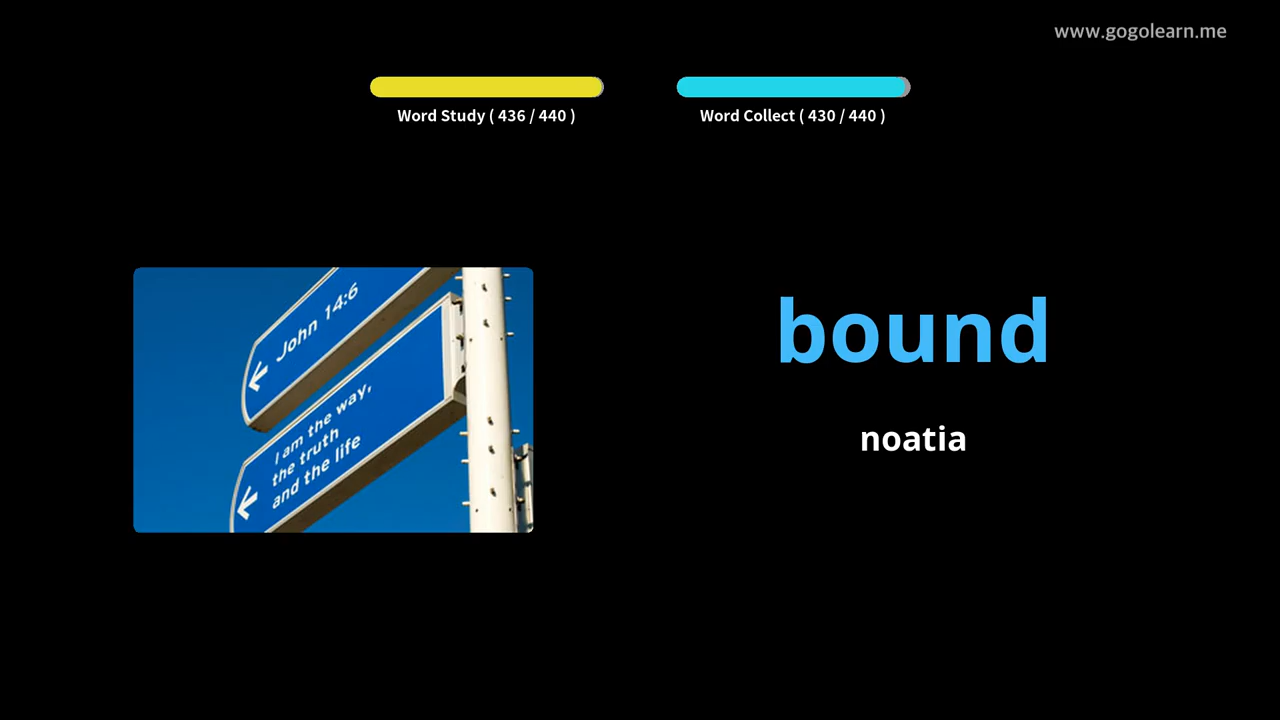 www.gogolearn.me
Word Study ( 436 / 440 )
Word Collect ( 430 / 440 )
John 14:6
I am the way,
the truth
and the life
bound
noatia